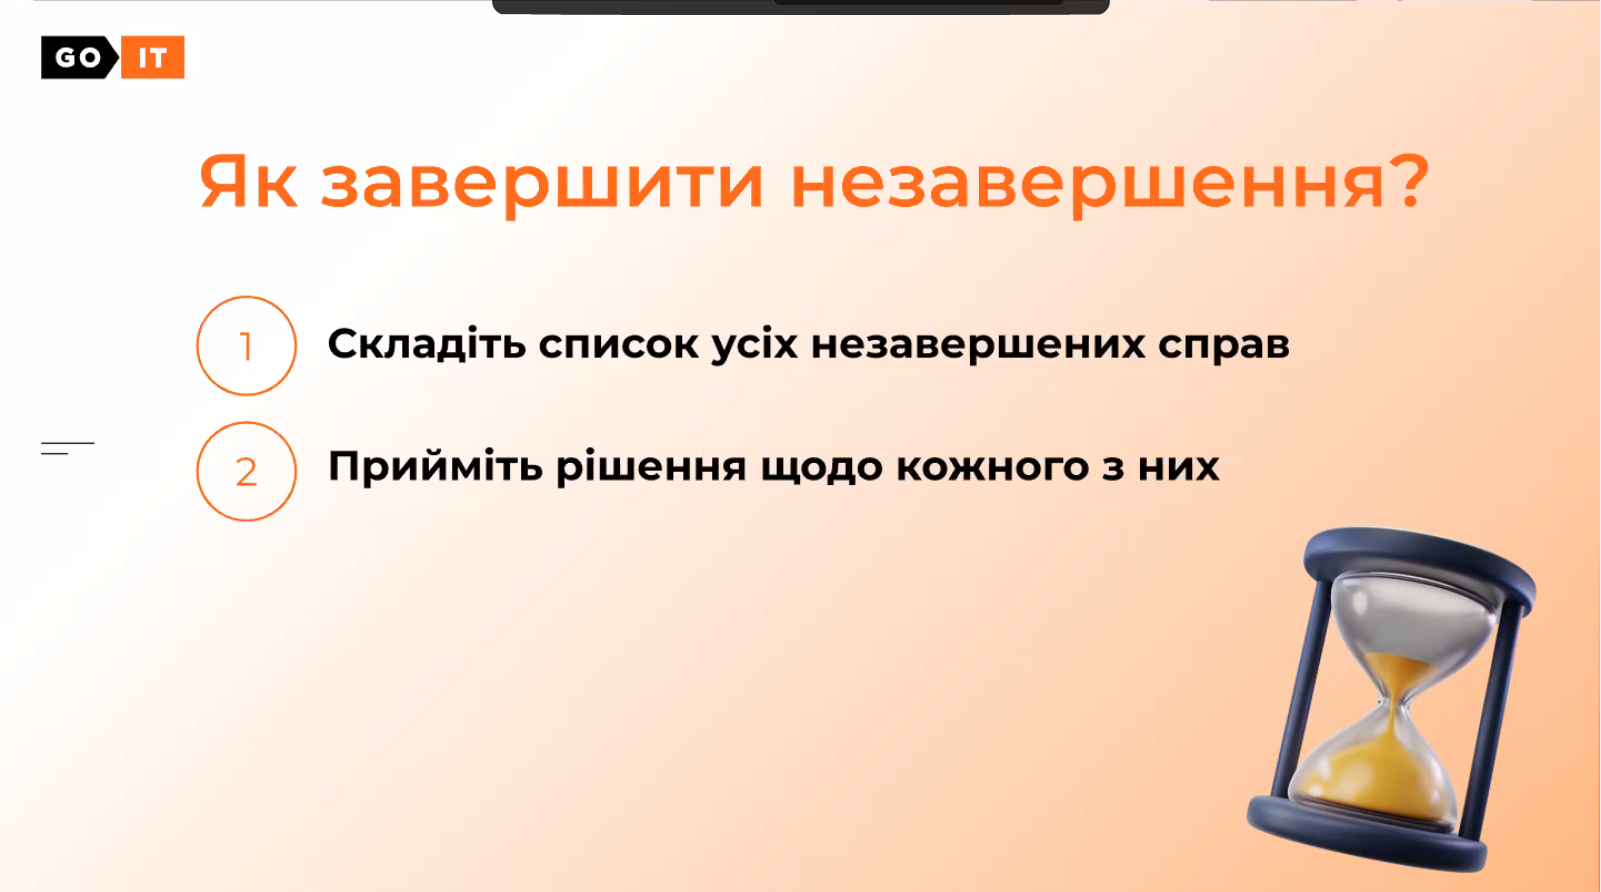 GO IT
Як завершити незавершення?
1 Складіть список усіх незавершених справ
2 Прийміть рішення щодо кожного з них